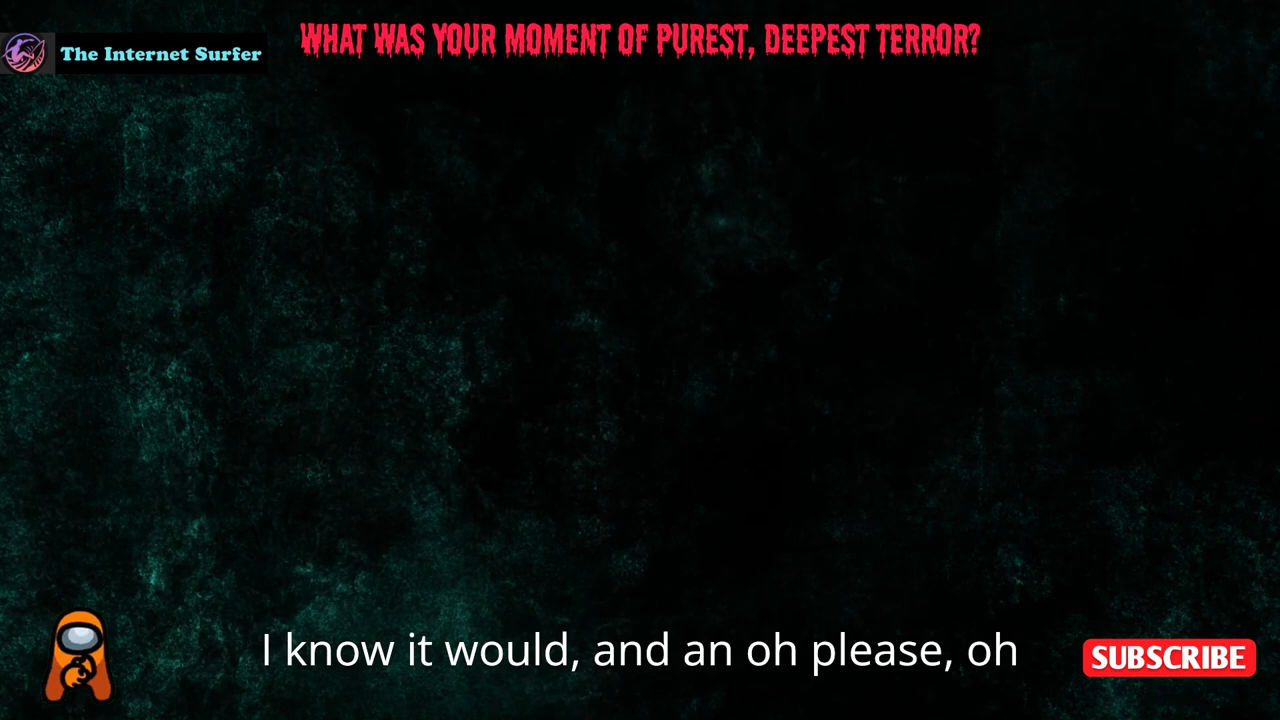 WHAT WAS YOUR MOMENT OF PUREST, DEEPEST TERROR?
The Internet Surfer
I know it would, and an oh please, oh
SUBSCRIBE